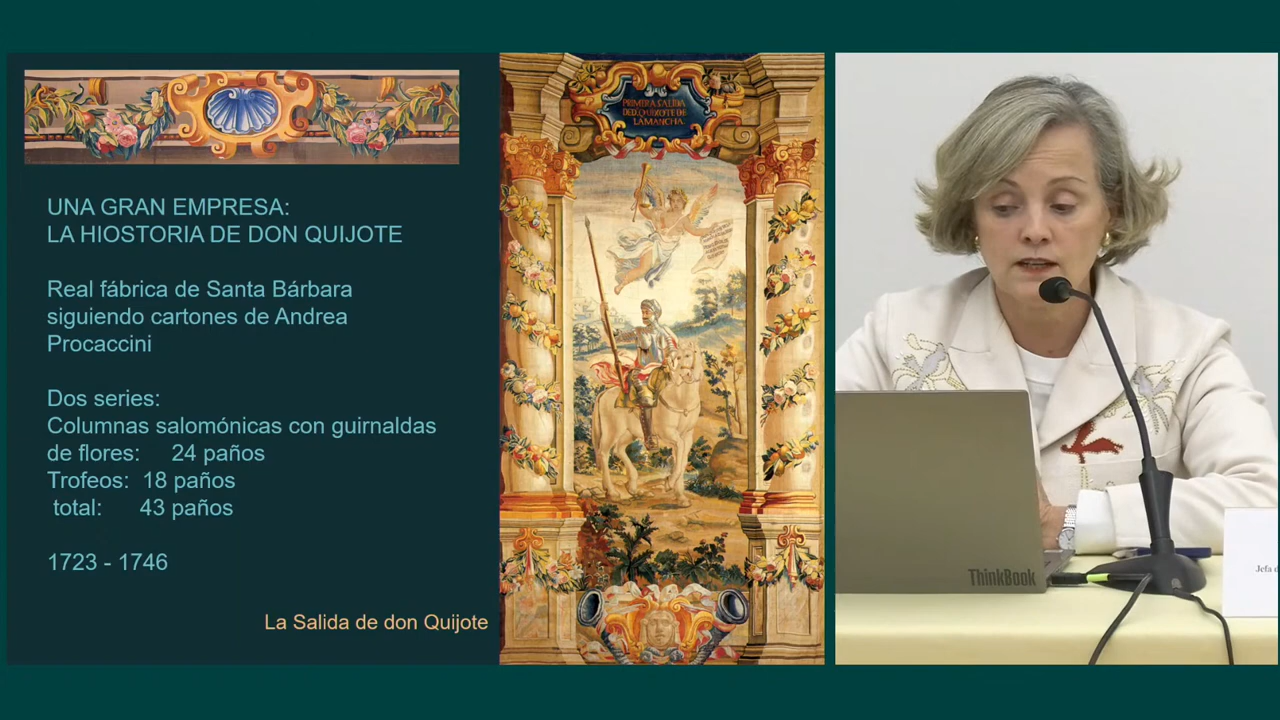 UNA GRAN EMPRESA:
LA HIOSTORIA DE DON QUIJOTE
Real fábrica de Santa Bárbara
siguiendo cartones de Andrea
Procaccini
Dos series:
Columnas salomónicas con guirnaldas
de flores: 24 paños
Trofeos: 18 paños
total: 43 paños
1723 - 1746
La Salida de don Quijote
PRIMERA SALIDA
DE D. QUIXOTE DE
LA MANCHA
ThinkBook
Jefa d